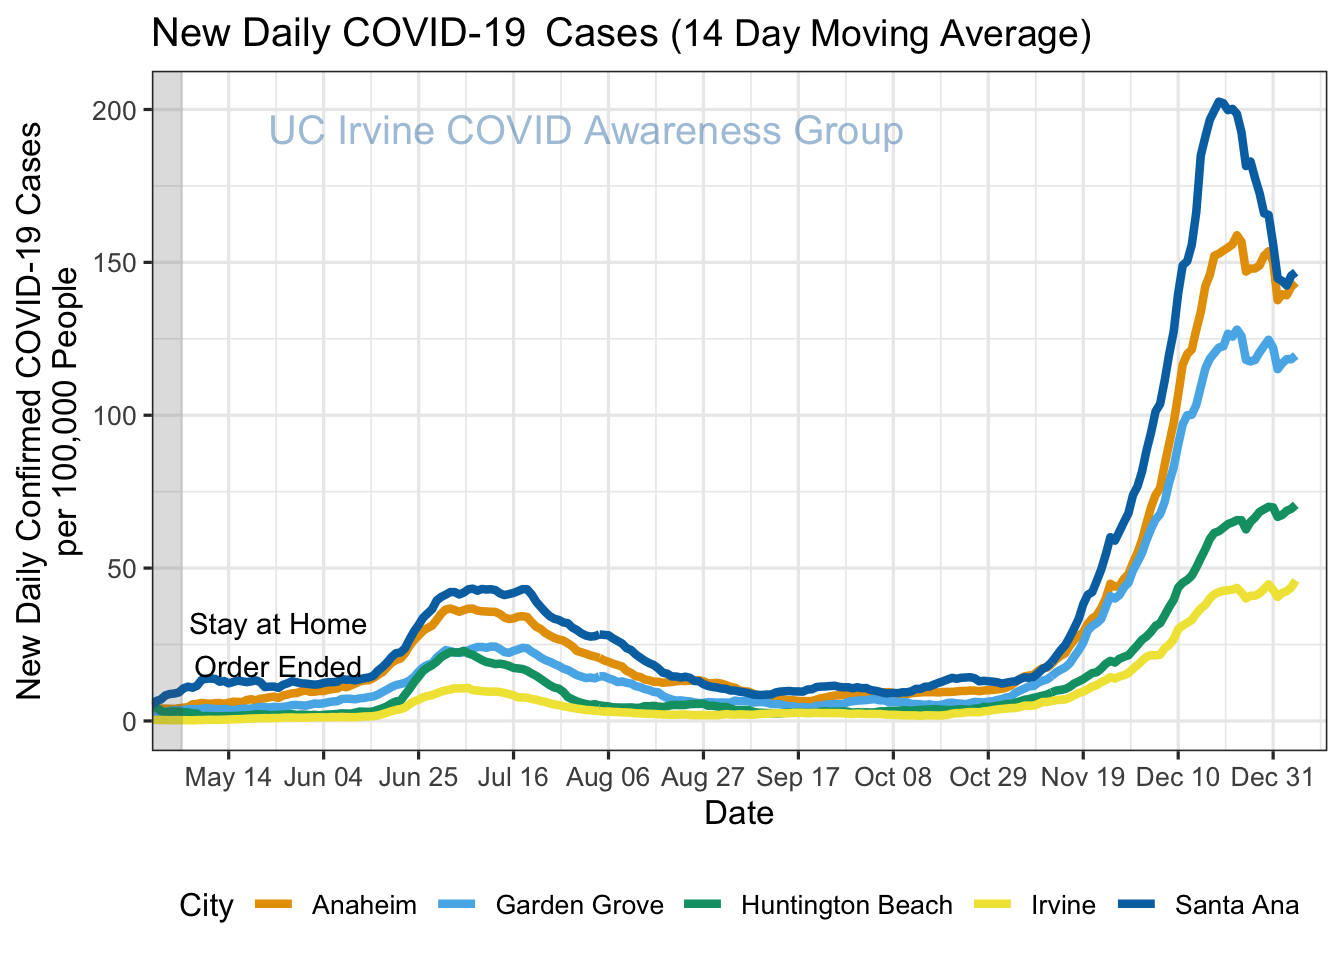 New Daily COVID-19 Cases (14 Day Moving Average)
UC Irvine COVID Awareness Group
New Daily Confirmed COVID-19 Cases
per 100,000 People
200
150
100
50
0
Stay at Home
Order Ended
May 14 Jun 04 Jun 25 Jul 16 Aug 06 Aug 27 Sep 17 Oct 08 Oct 29 Nov 19 Dec 10 Dec 31
Date
City Anaheim Garden Grove Huntington Beach Irvine Santa Ana